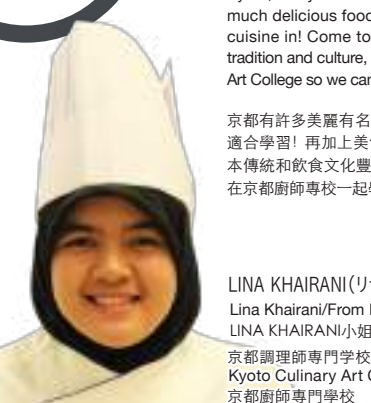 much delicious food
cuisine in! Come to
tradition and culture,
Art College so we can
京都有許多美麗有名
適合學習！再加上美
本傳統和飲食文化豐
在京都廚師專校一起
LINA KHAIRANI（リ
Lina Khairani/From
LINA KHAIRANI小姐
京都調理師専門学校
Kyoto Culinary Art
京都廚師専門學校